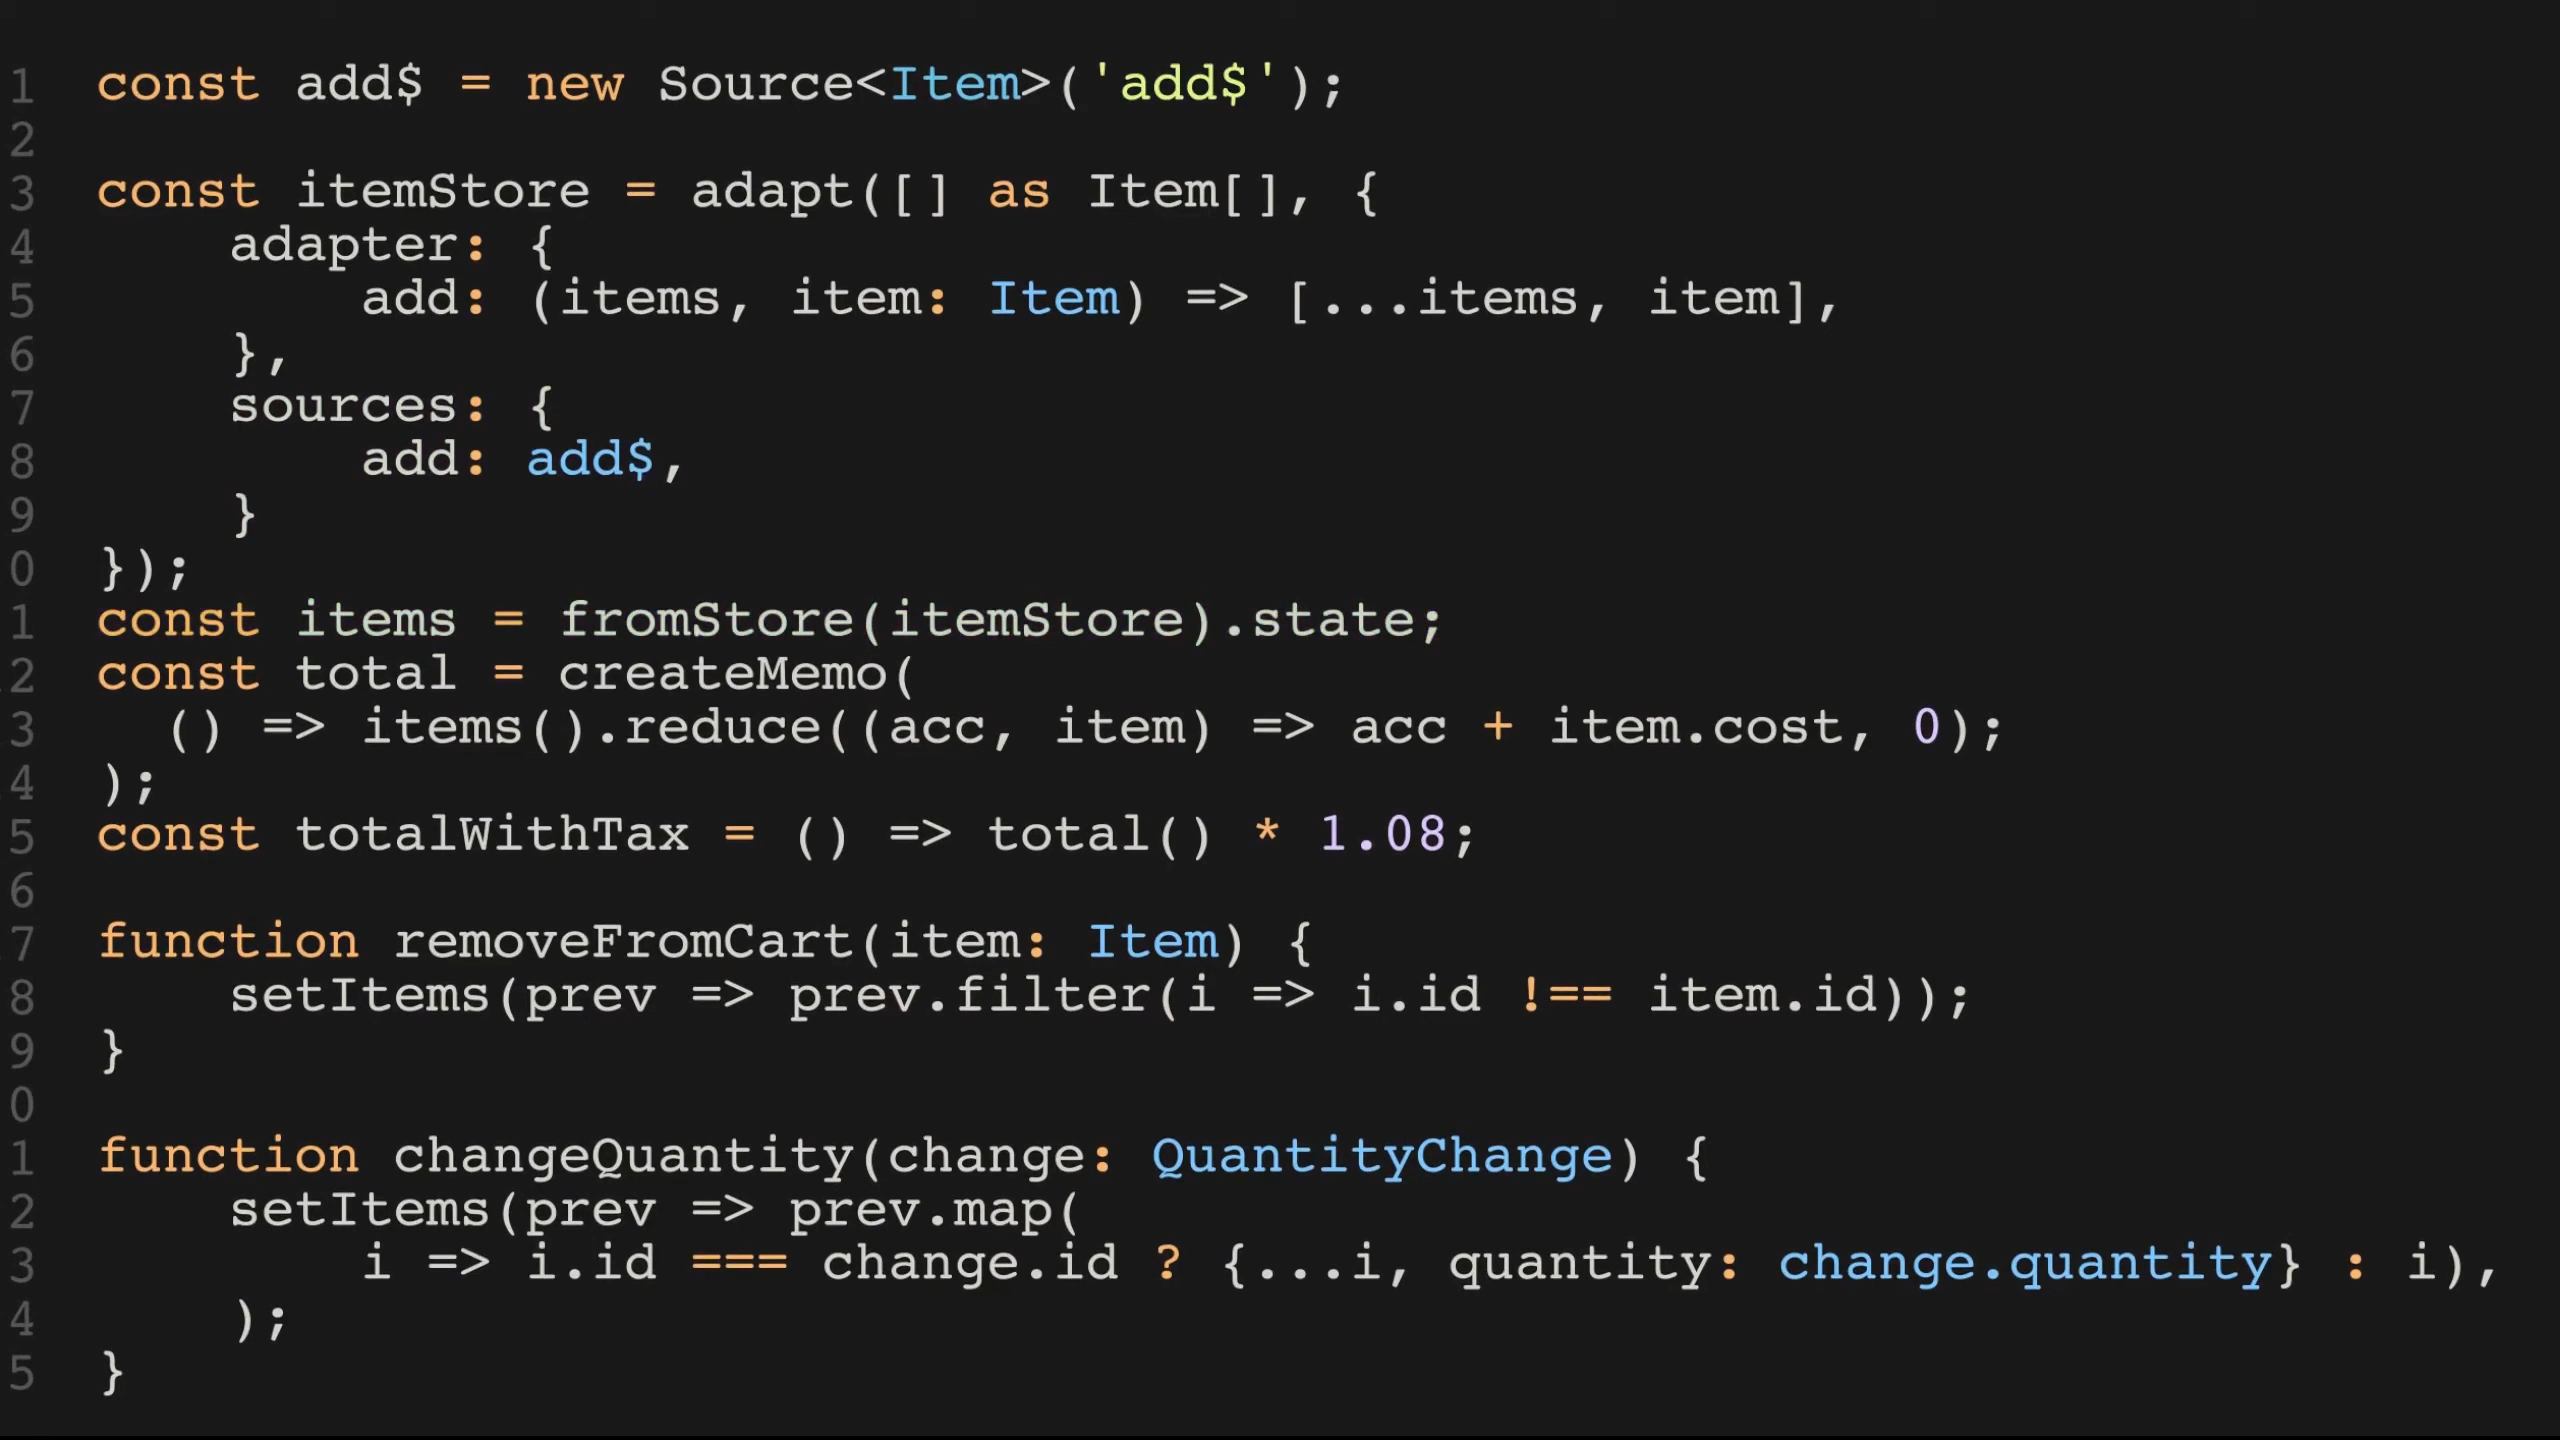 1 const add$ = new Source<Item>('add$');
2
3 const itemStore = adapt([] as Item[], {
4     adapter: {
5         add: (items, item: Item) => [...items, item],
6     },
7     sources: {
8         add: add$,
9     }
0 });
1 const items = fromStore(itemStore).state;
2 const total = createMemo(
3   () => items().reduce((acc, item) => acc + item.cost, 0);
4 );
5 const totalWithTax = () => total() * 1.08;
6
7 function removeFromCart(item: Item) {
8     setItems(prev => prev.filter(i => i.id !== item.id));
9 }
0
1 function changeQuantity(change: QuantityChange) {
2     setItems(prev => prev.map(
3         i => i.id === change.id ? {...i, quantity: change.quantity} : i),
4     );
5 }